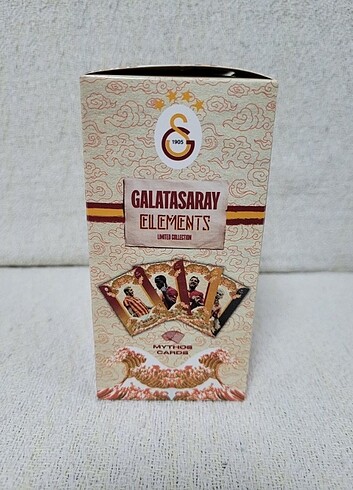 1905
GALATASARAY
ELEMENTS
LIMITED COLLECTION
MYTHOS
CARDS